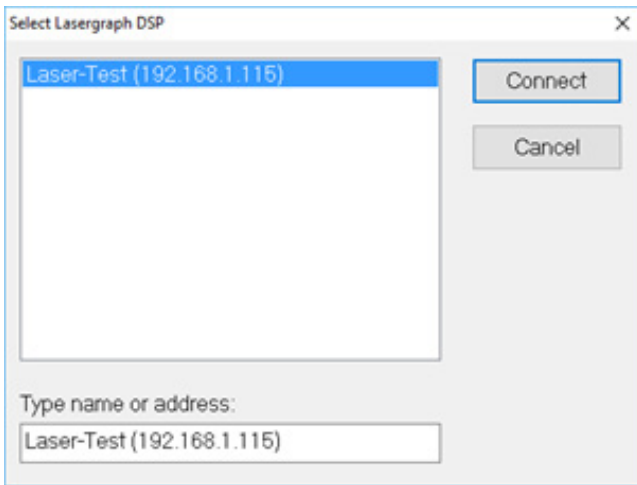 Select Lasergraph DSP
Laser-Test (192.168.1.115)
Connect
Cancel
Type name or address:
Laser-Test (192.168.1.115)